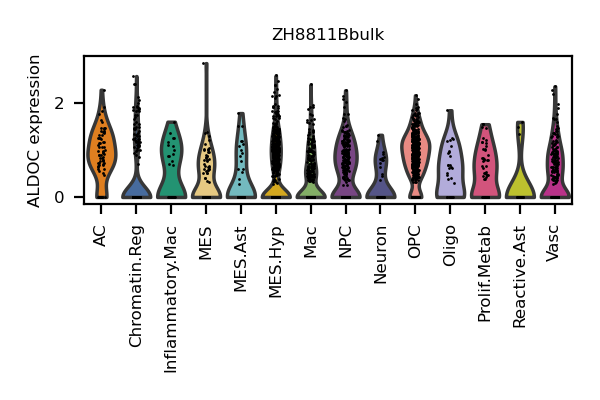 ZH8811Bbulk
ALDOC expression
2
0
AC
Chromatin.Reg
Inflammatory.Mac
MES
MES.Ast
MES.Hyp
Mac
NPC
Neuron
OPC
Oligo
Prolif.Metab
Reactive.Ast
Vasc